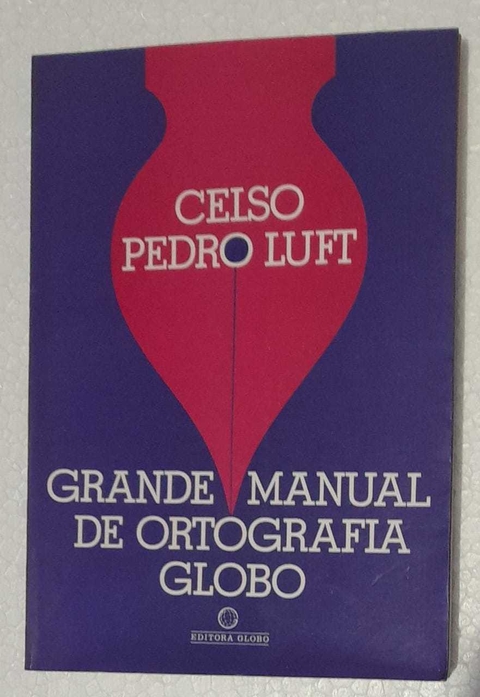 CELSO
PEDRO LUFT
GRANDE MANUAL
DE ORTOGRAFIA
GLOBO
EDITORA GLOBO